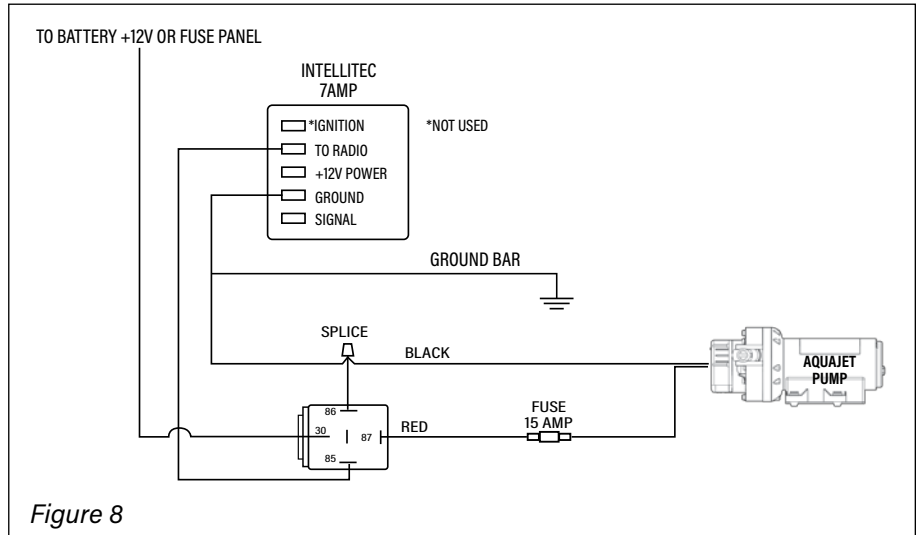 TO BATTERY +12V OR FUSE PANEL
INTELLITEC
7AMP
*IGNITION
*NOT USED
TO RADIO
+12V POWER
GROUND
SIGNAL
GROUND BAR
SPLICE
BLACK
AQUAJET
PUMP
86
30
87
85
RED
FUSE
15 AMP
Figure 8